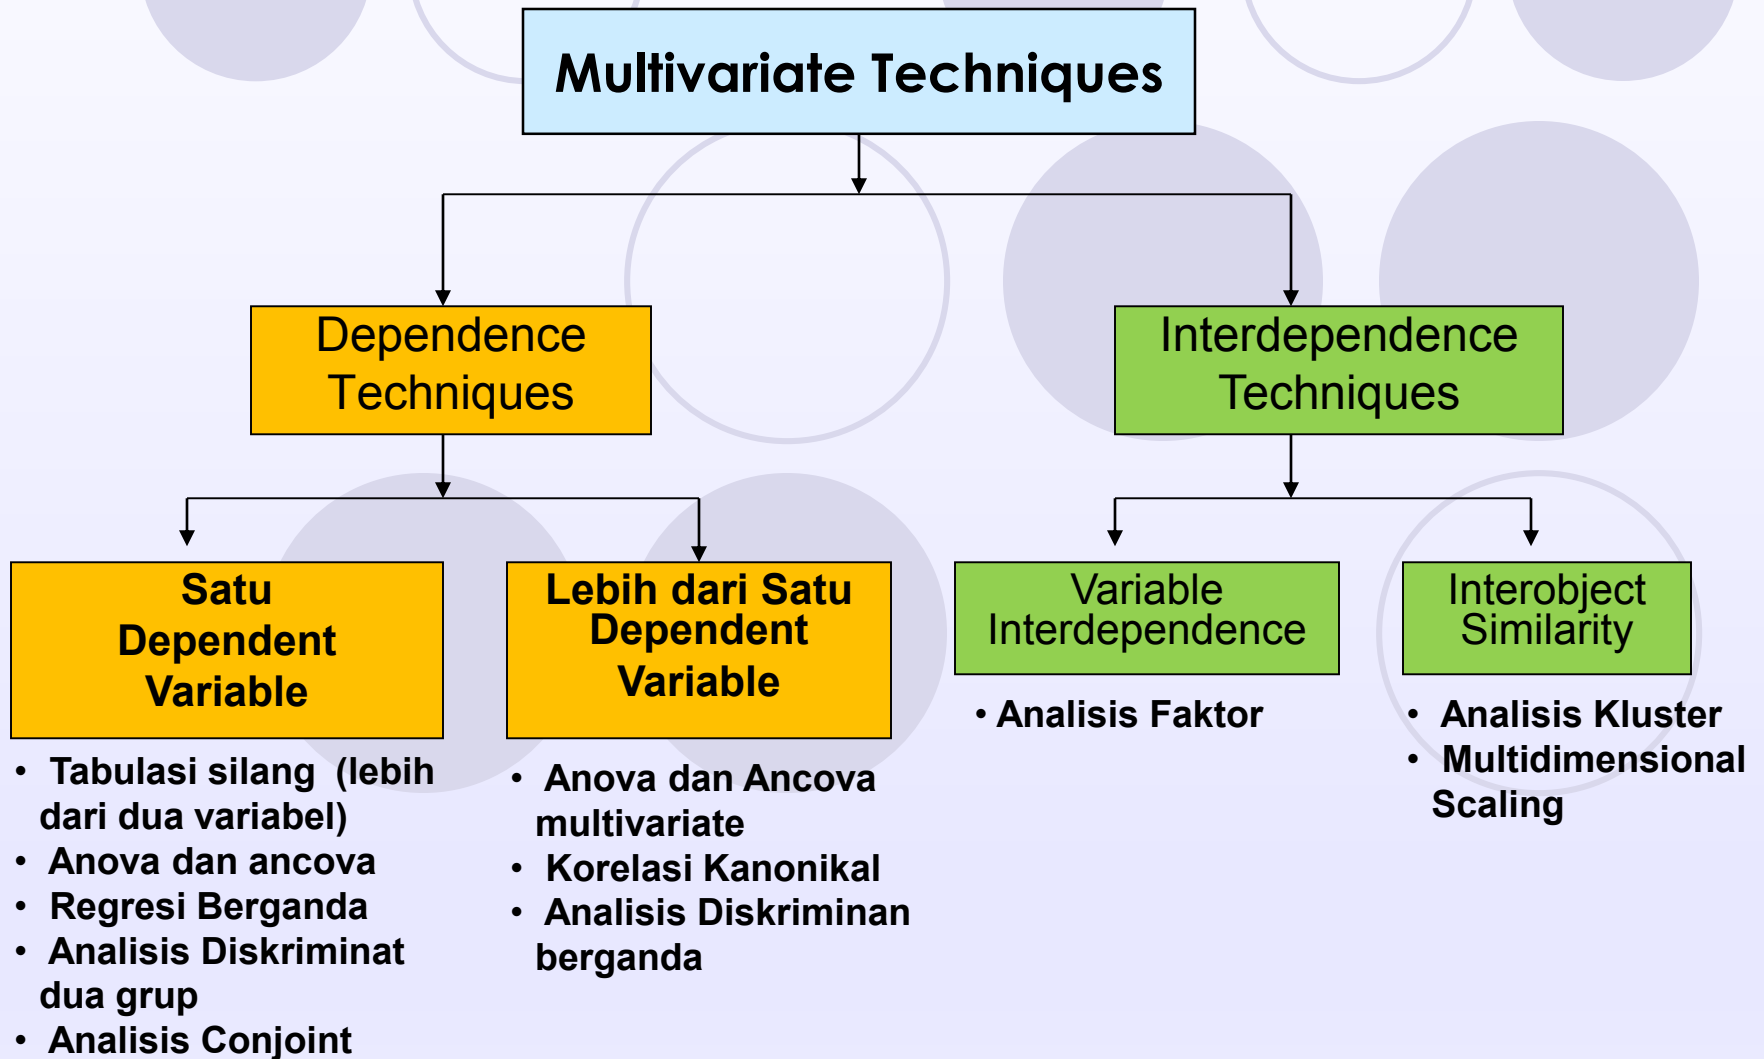 Multivariate Techniques
Dependence
Techniques
Interdependence
Techniques
Satu
Dependent
Variable
Lebih dari Satu
Dependent
Variable
Variable
Interdependence
Interobject
Similarity
• Tabulasi silang (lebih
dari dua variabel)
• Anova dan ancova
• Regresi Berganda
• Analisis Diskriminat
dua grup
• Analisis Conjoint
• Anova dan Ancova
multivariate
• Korelasi Kanonikal
• Analisis Diskriminan
berganda
• Analisis Faktor
• Analisis Kluster
• Multidimensional
Scaling